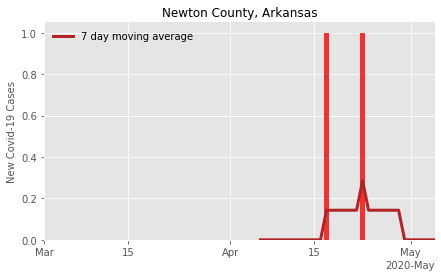 Newton County, Arkansas
7 day moving average
New Covid-19 Cases
1.0
0.8
0.6
0.4
0.2
0.0
Mar 15 Apr 15 May
2020-May